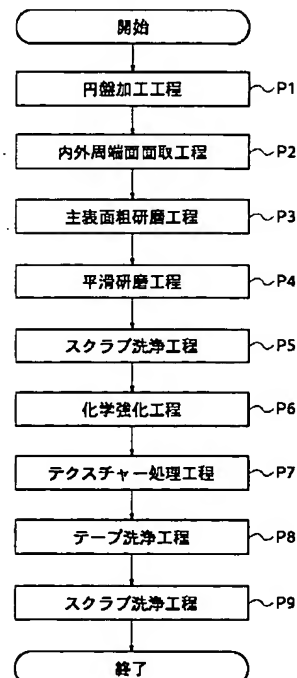 開始
円盤加工工程 P1
内外周端面面取工程 P2
主表面粗研磨工程 P3
平滑研磨工程 P4
スクラブ洗浄工程 P5
化学強化工程 P6
テクスチャー処理工程 P7
テープ洗浄工程 P8
スクラブ洗浄工程 P9
終了